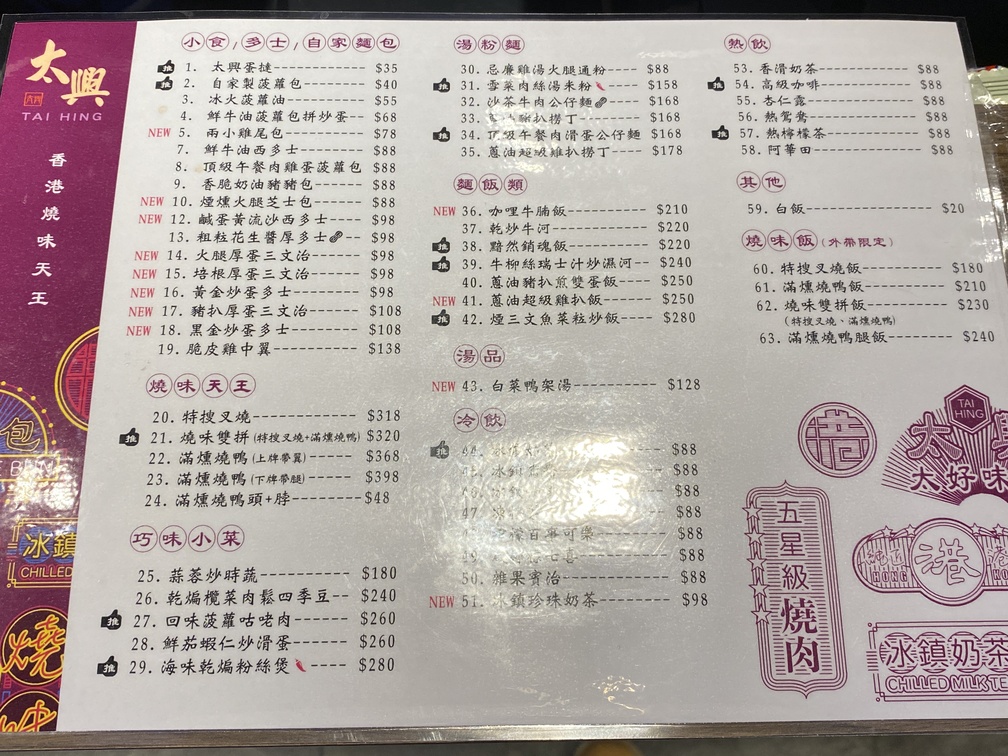 太興
TAI HING
香港燒味天王
小食/多士/自家麵包
推 1. 太興蛋撻 $35
推 2. 自家製菠蘿包 $40
3. 冰火菠蘿油 $55
4. 鮮牛油菠蘿包拼炒蛋 $68
NEW 5. 兩小雞尾包 $78
7. 鮮牛油西多士 $88
8. 頂級午餐肉雞蛋菠蘿包 $88
9. 香脆奶油豬豬包 $88
NEW 10. 煙燻火腿芝士包 $88
NEW 12. 鹹蛋黃流沙西多士 $98
13. 粗粒花生醬厚多士 $98
NEW 14. 火腿厚蛋三文治 $98
NEW 15. 培根厚蛋三文治 $98
NEW 16. 黃金炒蛋多士 $98
NEW 17. 豬扒厚蛋三文治 $108
NEW 18. 黑金炒蛋多士 $108
19. 脆皮雞中翼 $138
燒味天王
20. 特搜叉燒 $318
推 21. 燒味雙拼(特搜叉燒+滿燻燒鴨) $320
22. 滿燻燒鴨(上牌帶翼) $368
23. 滿燻燒鴨(下牌帶腿) $398
24. 滿燻燒鴨頭+脖 $48
巧味小菜
25. 蒜蓉炒時蔬 $180
26. 乾煸欖菜肉鬆四季豆 $240
推 27. 回味菠蘿咕咾肉 $260
28. 鮮茄蝦仁炒滑蛋 $260
推 29. 海味乾煸粉絲煲 $280
湯粉麵
30. 忌廉雞湯火腿通粉 $88
推 31. 雪菜肉絲湯米粉 $158
32. 沙茶牛肉公仔麵 $168
33. 豬扒撈丁 $168
推 34. 頂級午餐肉滑蛋公仔麵 $168
35. 蔥油超級雞扒撈丁 $178
麵飯類
NEW 36. 咖哩牛腩飯 $210
37. 乾炒牛河 $220
推 38. 黯然銷魂飯 $220
推 39. 牛柳絲瑞士汁炒濕河 $240
40. 蔥油豬扒煎雙蛋飯 $250
NEW 41. 蔥油超級雞扒飯 $250
推 42. 煙三文魚菜粒炒飯 $280
湯品
NEW 43. 白菜鴨架湯 $128
冷飲
推 44. $88
$88
$88
47. $88
百事可樂 $88
七喜 $88
50. 雜果賓治 $88
NEW 51. 冰鎮珍珠奶茶 $98
熱飲
53. 香滑奶茶 $88
推 54. 高級咖啡 $88
55. 杏仁露 $88
56. 熱鴛鴦 $88
推 57. 熱檸檬茶 $88
58. 阿華田 $88
其他
59. 白飯 $20
燒味飯(外帶限定)
60. 特搜叉燒飯 $180
61. 滿燻燒鴨飯 $210
62. 燒味雙拼飯 $230
(特搜叉燒、滿燻燒鴨)
63. 滿燻燒鴨腿飯 $240
港
TAI HING
太
太好味
五星級燒肉
HONG
港
冰鎮奶茶
CHILLED MILK TE
包
冰鎮
CHILLED
燒
味